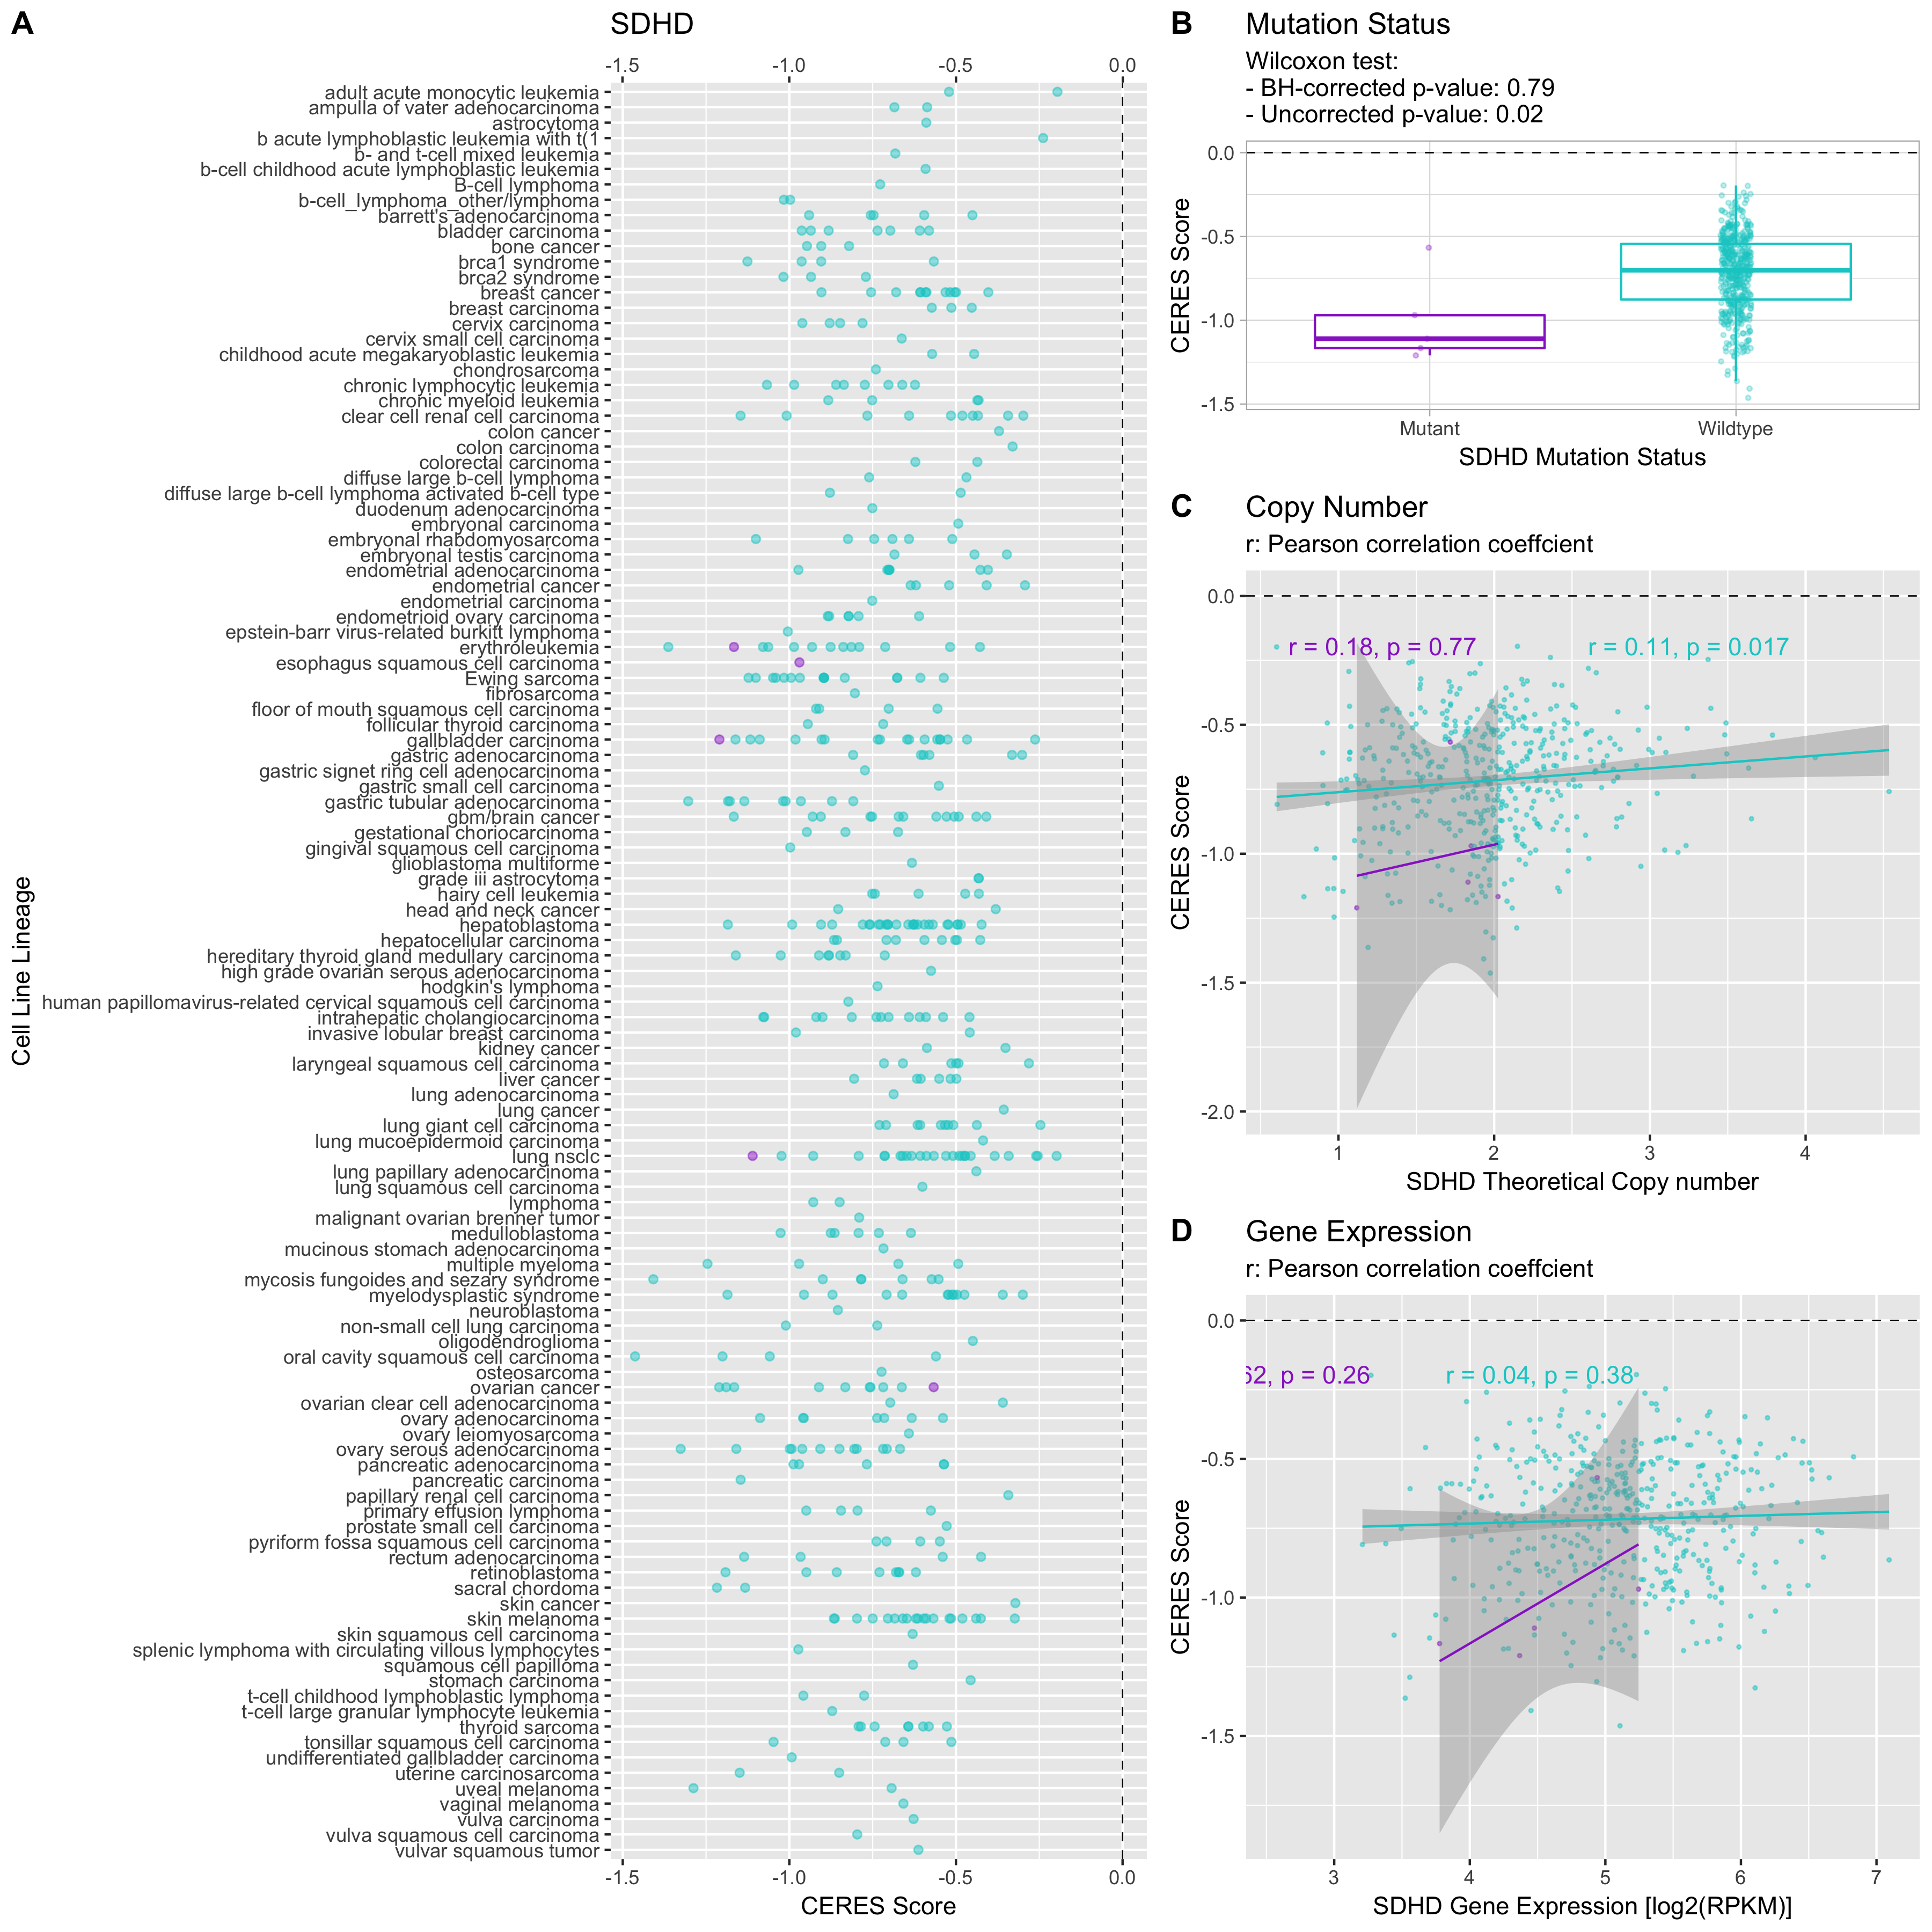 A
SDHD
-1.5 -1.0 -0.5 0.0
adult acute monocytic leukemia
ampulla of vater adenocarcinoma
astrocytoma
b acute lymphoblastic leukemia with t(1
b- and t-cell mixed leukemia
b-cell childhood acute lymphoblastic leukemia
B-cell lymphoma
b-cell_lymphoma_other/lymphoma
barrett's adenocarcinoma
bladder carcinoma
bone cancer
brca1 syndrome
brca2 syndrome
breast cancer
breast carcinoma
cervix carcinoma
cervix small cell carcinoma
childhood acute megakaryoblastic leukemia
chondrosarcoma
chronic lymphocytic leukemia
chronic myeloid leukemia
clear cell renal cell carcinoma
colon cancer
colon carcinoma
colorectal carcinoma
diffuse large b-cell lymphoma
diffuse large b-cell lymphoma activated b-cell type
duodenum adenocarcinoma
embryonal carcinoma
embryonal rhabdomyosarcoma
embryonal testis carcinoma
endometrial adenocarcinoma
endometrial cancer
endometrial carcinoma
endometrioid ovary carcinoma
epstein-barr virus-related burkitt lymphoma
erythroleukemia
esophagus squamous cell carcinoma
Ewing sarcoma
fibrosarcoma
floor of mouth squamous cell carcinoma
follicular thyroid carcinoma
gallbladder carcinoma
gastric adenocarcinoma
gastric signet ring cell adenocarcinoma
gastric small cell carcinoma
gastric tubular adenocarcinoma
gbm/brain cancer
gestational choriocarcinoma
gingival squamous cell carcinoma
glioblastoma multiforme
grade iii astrocytoma
hairy cell leukemia
head and neck cancer
hepatoblastoma
hepatocellular carcinoma
hereditary thyroid gland medullary carcinoma
high grade ovarian serous adenocarcinoma
hodgkin's lymphoma
human papillomavirus-related cervical squamous cell carcinoma
intrahepatic cholangiocarcinoma
invasive lobular breast carcinoma
kidney cancer
laryngeal squamous cell carcinoma
liver cancer
lung adenocarcinoma
lung cancer
lung giant cell carcinoma
lung mucoepidermoid carcinoma
lung nsclc
lung papillary adenocarcinoma
lung squamous cell carcinoma
lymphoma
malignant ovarian brenner tumor
medulloblastoma
mucinous stomach adenocarcinoma
multiple myeloma
mycosis fungoides and sezary syndrome
myelodysplastic syndrome
neuroblastoma
non-small cell lung carcinoma
oligodendroglioma
oral cavity squamous cell carcinoma
osteosarcoma
ovarian cancer
ovarian clear cell adenocarcinoma
ovary adenocarcinoma
ovary leiomyosarcoma
ovary serous adenocarcinoma
pancreatic adenocarcinoma
pancreatic carcinoma
papillary renal cell carcinoma
primary effusion lymphoma
prostate small cell carcinoma
pyriform fossa squamous cell carcinoma
rectum adenocarcinoma
retinoblastoma
sacral chordoma
skin cancer
skin melanoma
skin squamous cell carcinoma
splenic lymphoma with circulating villous lymphocytes
squamous cell papilloma
stomach carcinoma
t-cell childhood lymphoblastic lymphoma
t-cell large granular lymphocyte leukemia
thyroid sarcoma
tonsillar squamous cell carcinoma
undifferentiated gallbladder carcinoma
uterine carcinosarcoma
uveal melanoma
vaginal melanoma
vulva carcinoma
vulva squamous cell carcinoma
vulvar squamous tumor
Cell Line Lineage
-1.5 -1.0 -0.5 0.0
CERES Score
B
Mutation Status
Wilcoxon test:
- BH-corrected p-value: 0.79
- Uncorrected p-value: 0.02
0.0
-0.5
-1.0
-1.5
CERES Score
Mutant Wildtype
SDHD Mutation Status
C
Copy Number
r: Pearson correlation coeffcient
r = 0.18, p = 0.77 r = 0.11, p = 0.017
0.0
-0.5
-1.0
-1.5
-2.0
CERES Score
1 2 3 4
SDHD Theoretical Copy number
D
Gene Expression
r: Pearson correlation coeffcient
62, p = 0.26 r = 0.04, p = 0.38
0.0
-0.5
-1.0
-1.5
CERES Score
3 4 5 6 7
SDHD Gene Expression [log2(RPKM)]